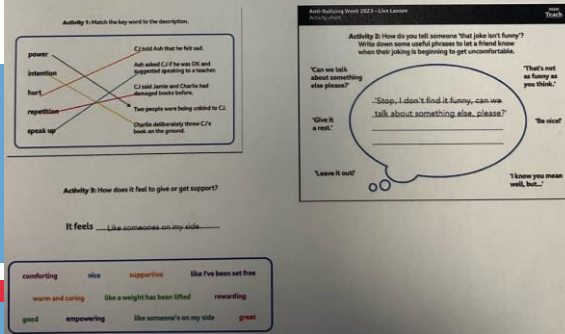 Activity 1: Match the key word to the description.
power
intention
hurt
repetition
speak up
CJ told Ash that he felt sad.
Ash asked CJ if he was OK and
suggested speaking to a teacher.
CJ said Jamie and Charlie had
damaged books before.
Two people were being unkind to CJ.
Charlie deliberately threw CJ's
book on the ground.
Anti-Bullying Week 2023 – Live Lesson
Activity sheet
BBC
Teach
Activity 2: How do you tell someone 'that joke isn't funny'?
Write down some useful phrases to let a friend know
when their joking is beginning to get uncomfortable.
'Can we talk
about something
else please?'
'Give it
a rest.'
'Leave it out!'
'Stop, I don't find it funny, can we
talk about something else, please?'
'That's not
as funny as
you think.'
'Be nice!'
'I know you mean
well, but...'
Activity 3: How does it feel to give or get support?
It feels Like someones on my side
comforting nice supportive like I've been set free
warm and caring like a weight has been lifted rewarding
good empowering like someone's on my side great